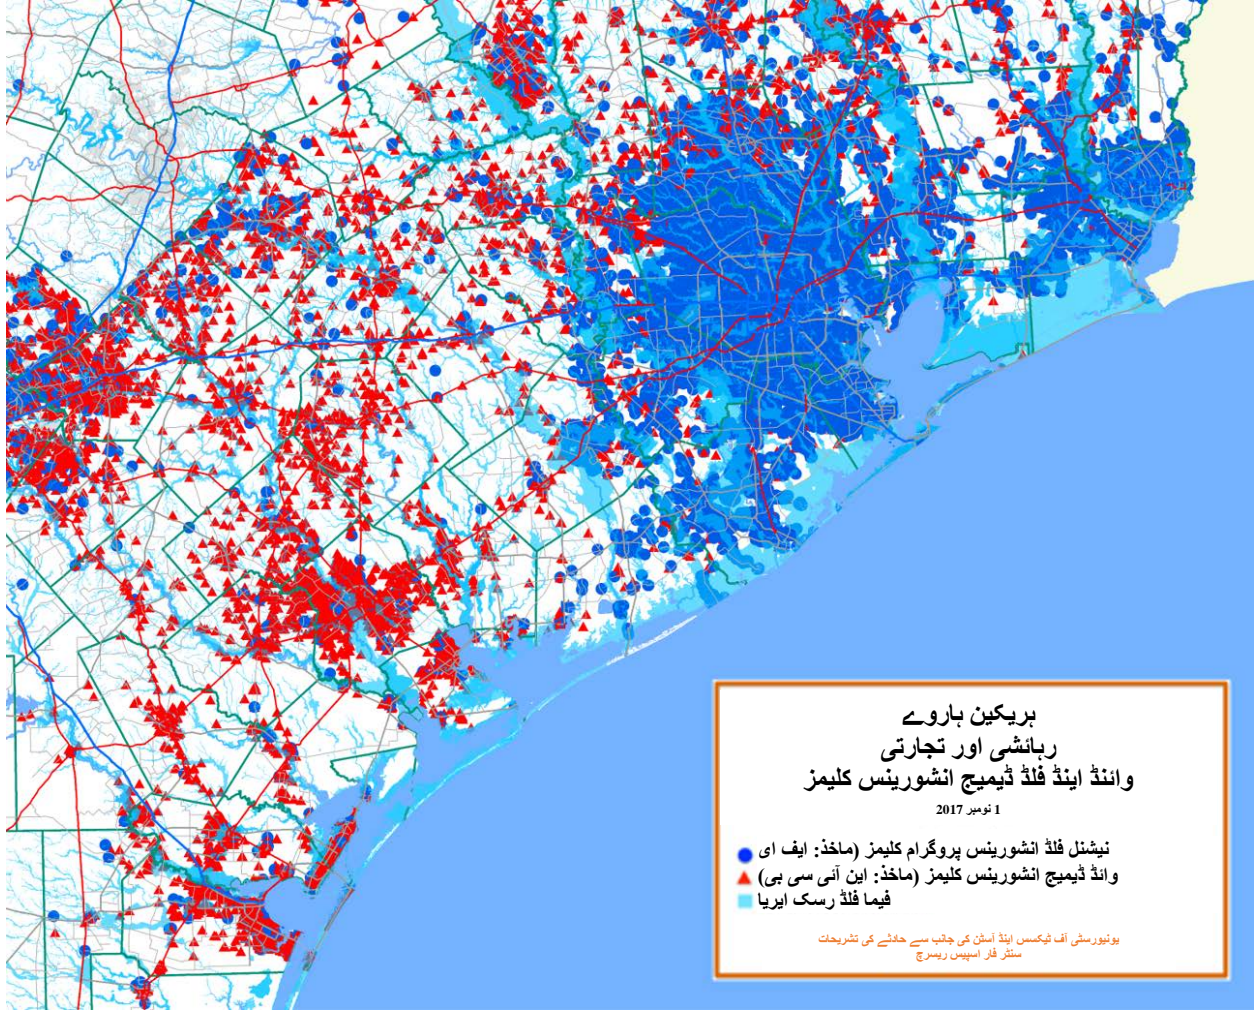 ہریکین ہاروے
رہائشی اور تجارتی
وائنڈ اینڈ فلڈ ڈیمیج انشورینس کلیمز
1 نومبر 2017
نیشنل فلڈ انشورینس پروگرام کلیمز (ماخذ: ایف ای
وائڈ ڈیمیج انشورینس کلیمز (ماخذ: این آئی سی بی)
فیما فلڈ رسک ایریا
یونیورسٹی آف ٹیکسس اینڈ آسٹن کی جانب سے حادثے کی تشریحات
سنٹر فار اسپیس ریسرچ